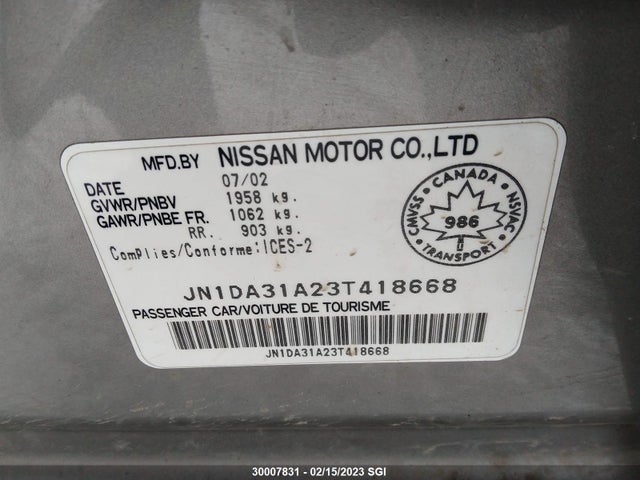 MFD.BY NISSAN MOTOR CO.,LTD
DATE 07/02
GVWR/PNBV 1958 kg.
GAWR/PNBE FR. 1062 kg.
RR. 903 kg.
ComPlies/Conforme:ICES-2
CANADA
CMVSS 986 NSVAC
TRANSPORT
JN1DA31A23T418668
PASSENGER CAR/VOITURE DE TOURISME
JN1DA31A23T418668
30007831 - 02/15/2023 SGI